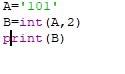 A='101'
B=int(A,2)
print(B)